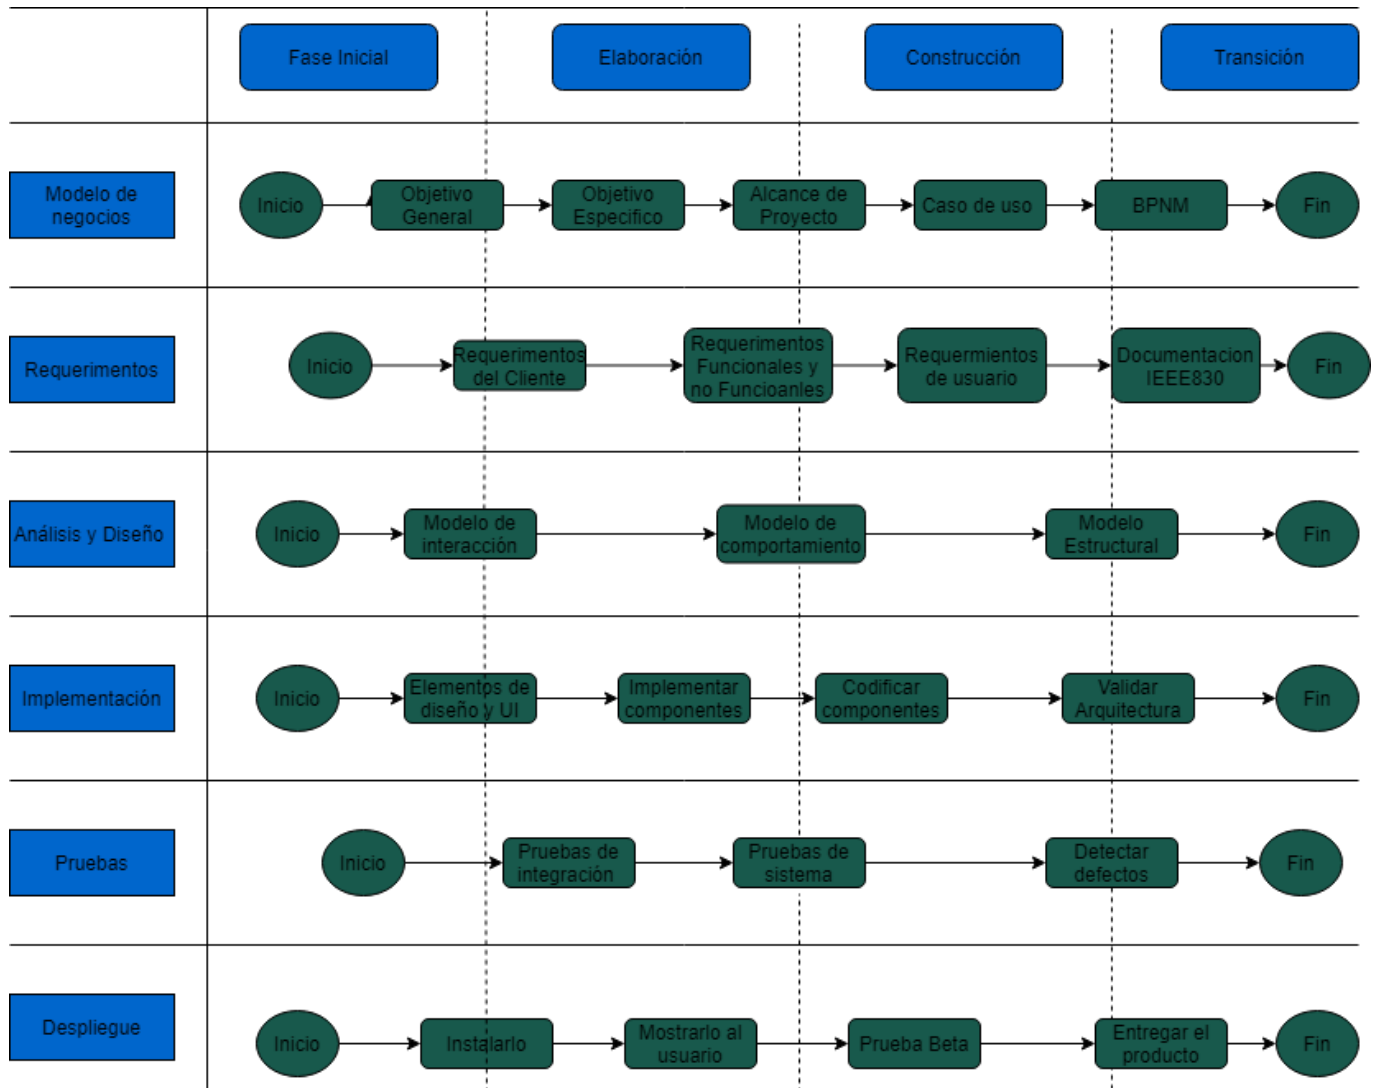 Fase Inicial
Elaboración
Construcción
Transición
Modelo de
negocios
Inicio
Objetivo
General
Objetivo
Especifico
Alcance de
Proyecto
Caso de uso
BPNM
Fin
Requerimentos
Inicio
Requerimentos
del Cliente
Requerimentos
Funcionales y
no Funcioanles
Requermientos
de usuario
Documentacion
IEEE830
Fin
Análisis y Diseño
Inicio
Modelo de
interacción
Modelo de
comportamiento
Modelo
Estructural
Fin
Implementación
Inicio
Elementos de
diseño y UI
Implementar
componentes
Codificar
componentes
Validar
Arquitectura
Fin
Pruebas
Inicio
Pruebas de
integración
Pruebas de
sistema
Detectar
defectos
Fin
Despliegue
Inicio
Instalarlo
Mostrarlo al
usuario
Prueba Beta
Entregar el
producto
Fin